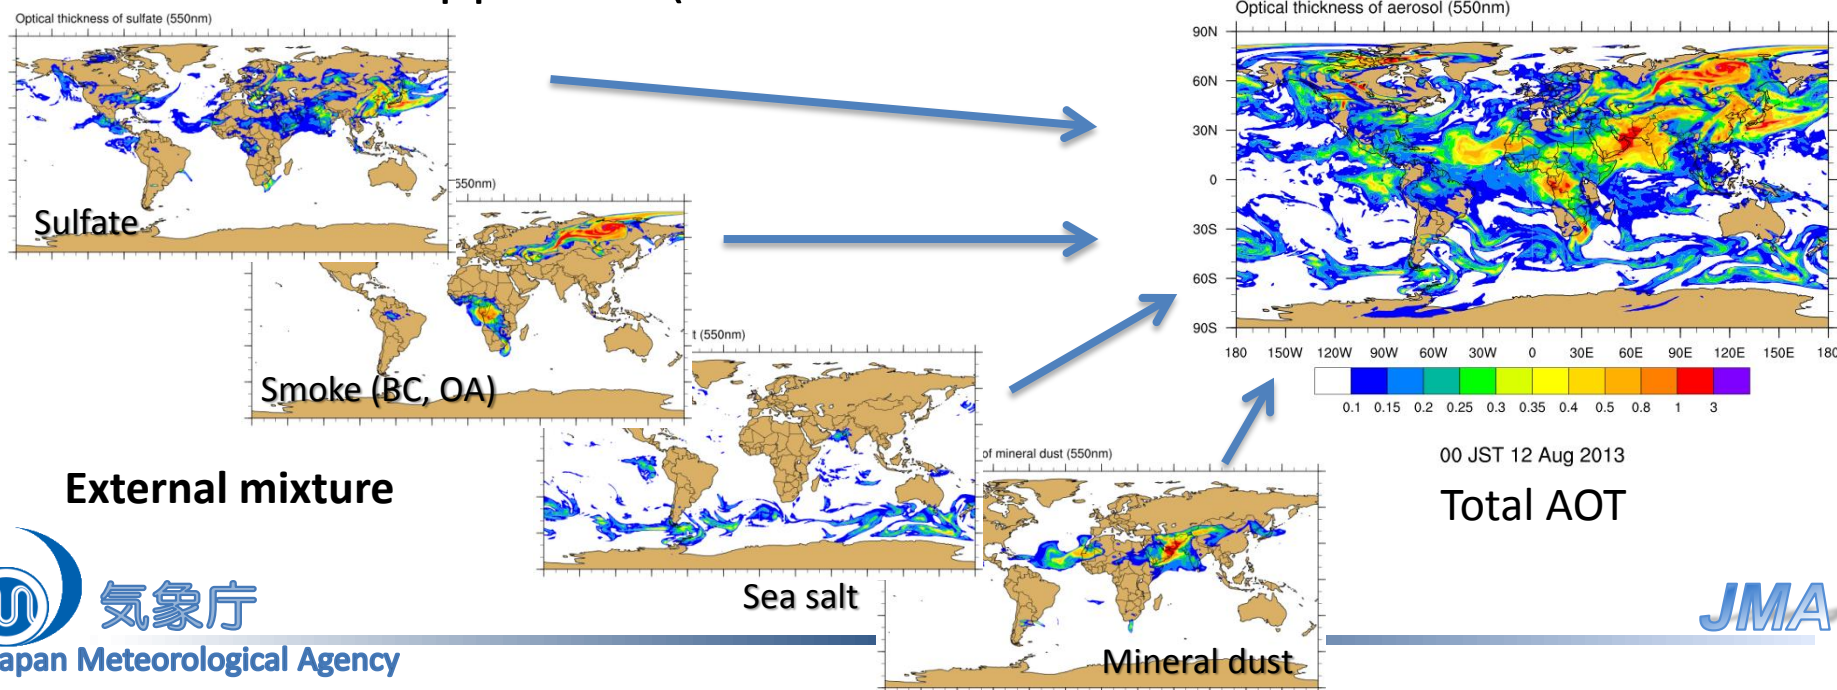 Optical thickness of sulfate (550nm)
Sulfate
550nm)
Smoke (BC, OA)
t (550nm)
Sea salt
of mineral dust (550nm)
Mineral dust
External mixture
Optical thickness of aerosol (550nm)
90N
60N
30N
0
30S
60S
90S
180 150W 120W 90W 60W 30W 0 30E 60E 90E 120E 150E 180
0.1 0.15 0.2 0.25 0.3 0.35 0.4 0.5 0.8 1 3
00 JST 12 Aug 2013
Total AOT
気象庁
apan Meteorological Agency
JMA